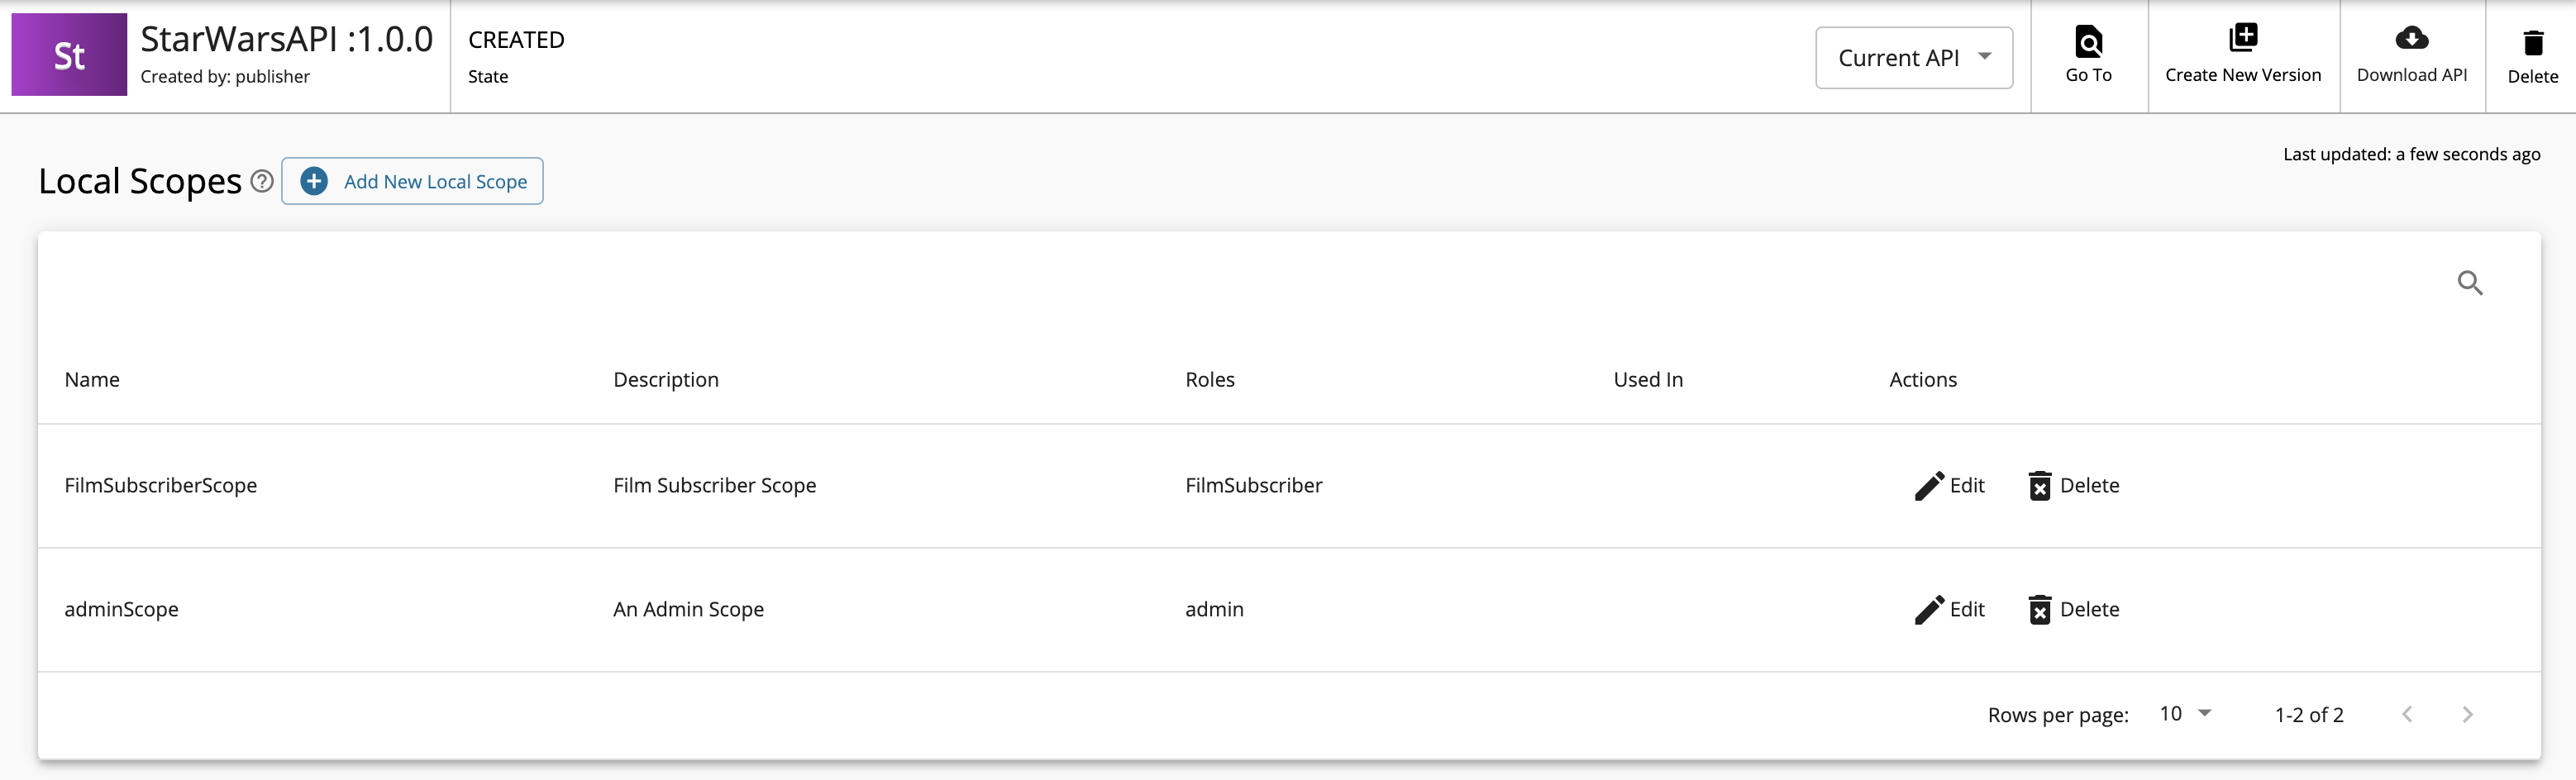 St
StarWarsAPI :1.0.0
Created by: publisher
CREATED
State
Current API
Go To
Create New Version
Download API
Delete
Last updated: a few seconds ago
Local Scopes
Add New Local Scope
Name Description Roles Used In Actions
FilmSubscriberScope Film Subscriber Scope FilmSubscriber Edit Delete
adminScope An Admin Scope admin Edit Delete
Rows per page: 10 1-2 of 2